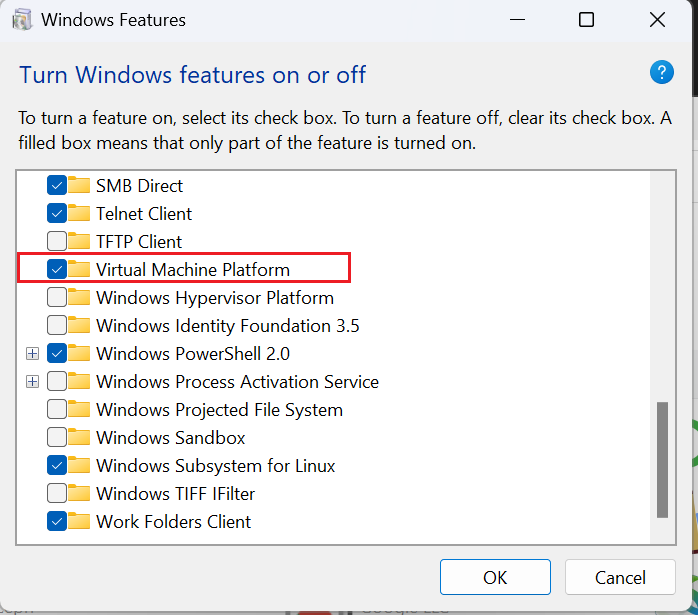 Windows Features
Turn Windows features on or off
?
To turn a feature on, select its check box. To turn a feature off, clear its check box. A
filled box means that only part of the feature is turned on.
SMB Direct
Telnet Client
TFTP Client
Virtual Machine Platform
Windows Hypervisor Platform
Windows Identity Foundation 3.5
Windows PowerShell 2.0
Windows Process Activation Service
Windows Projected File System
Windows Sandbox
Windows Subsystem for Linux
Windows TIFF IFilter
Work Folders Client
OK
Cancel